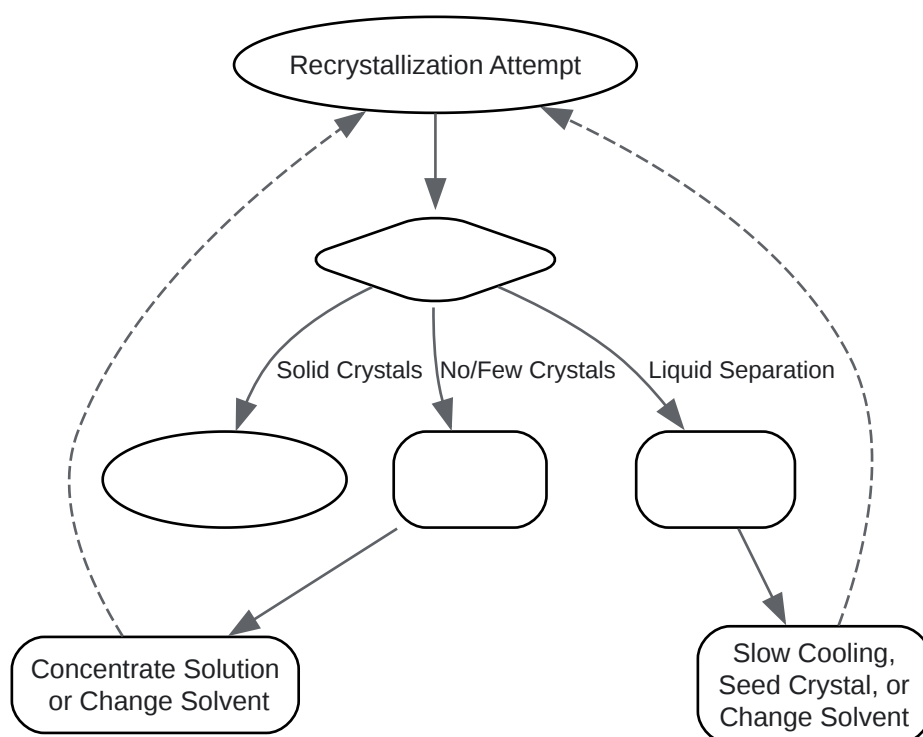 Recrystallization Attempt
Solid Crystals
No/Few Crystals
Liquid Separation
Concentrate Solution
or Change Solvent
Slow Cooling,
Seed Crystal, or
Change Solvent